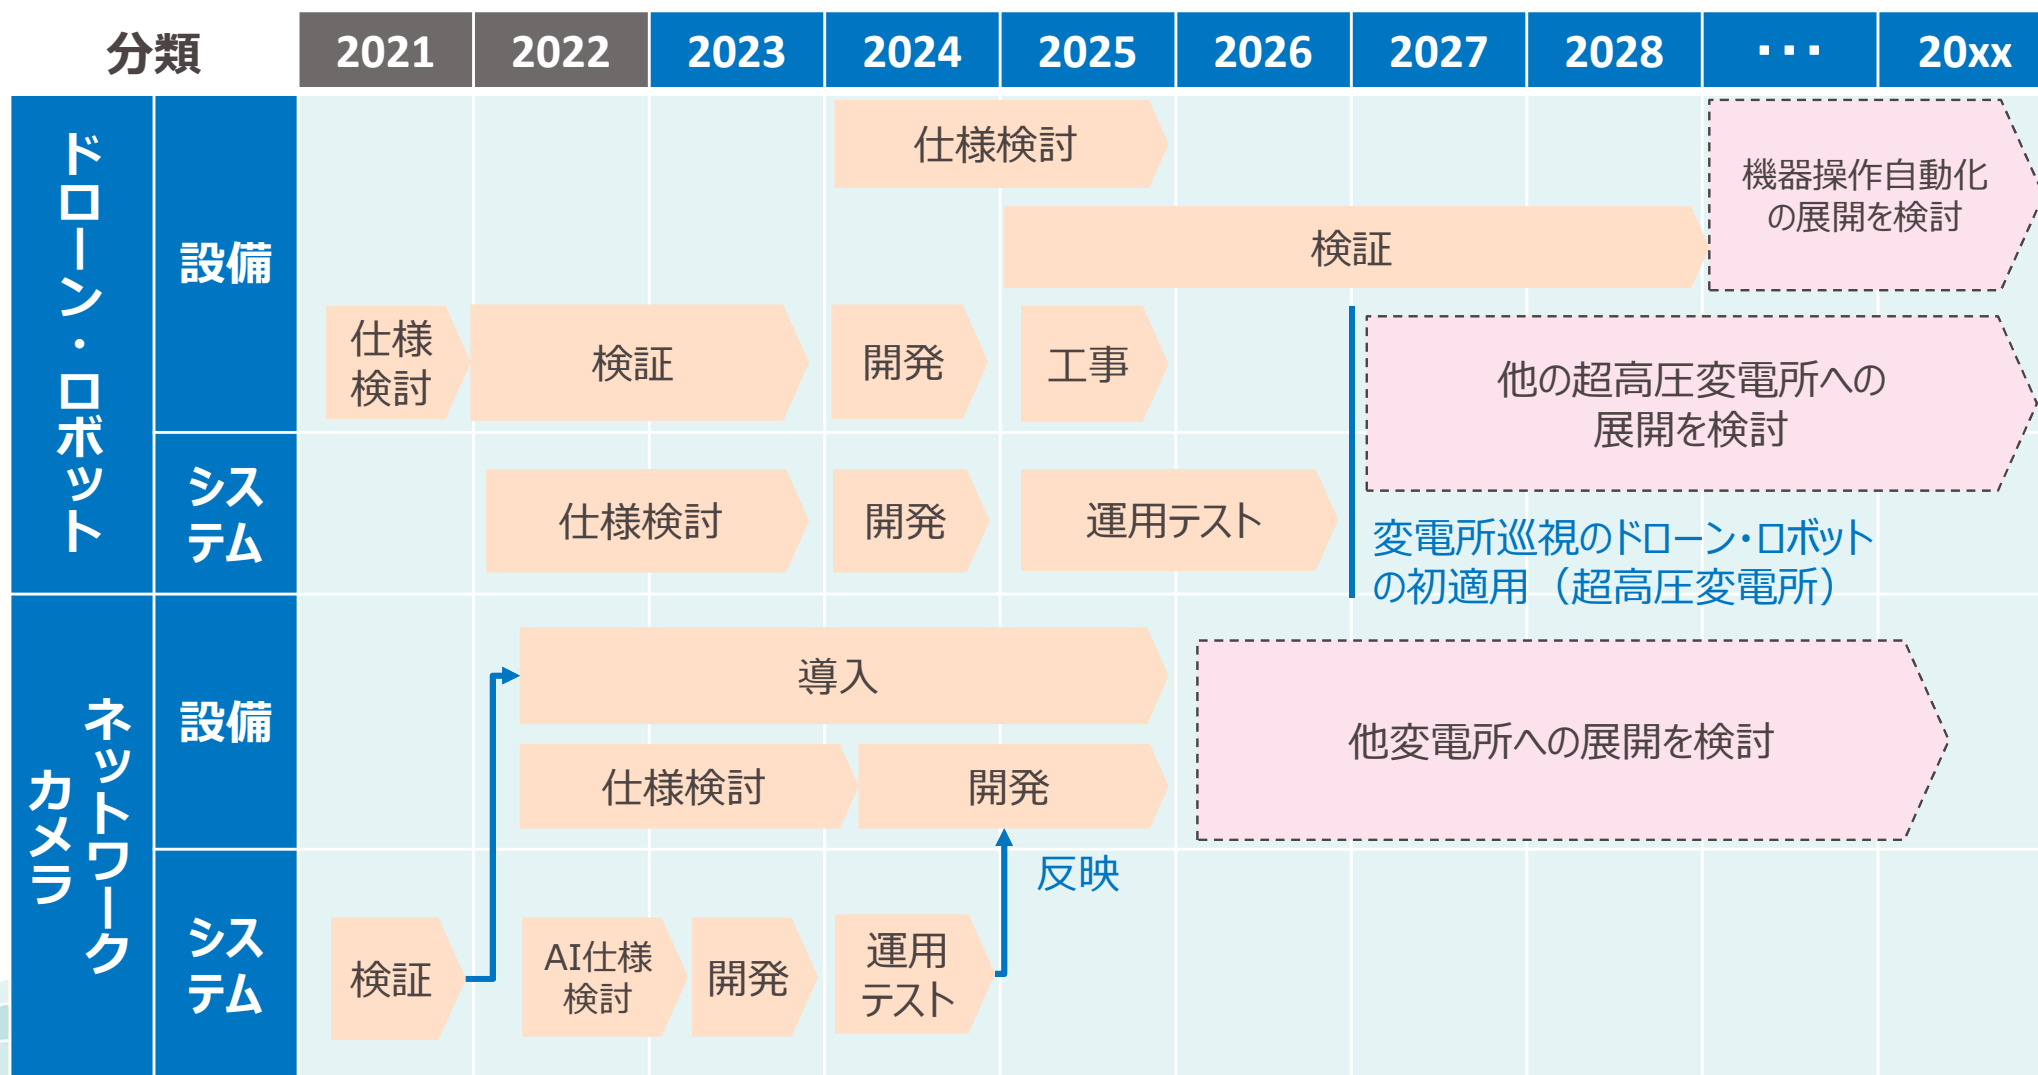 分類
2021
2022
2023
2024
2025
2026
2027
2028
･･･
20xx
ドローン・ロボット
設備
仕様検討
機器操作自動化
の展開を検討
検証
仕様
検討
検証
開発
工事
他の超高圧変電所への
展開を検討
シス
テム
仕様検討
開発
運用テスト
変電所巡視のドローン・ロボット
の初適用（超高圧変電所）
ネットワーク
カメラ
設備
導入
他変電所への展開を検討
仕様検討
開発
反映
シス
テム
検証
AI仕様
検討
開発
運用
テスト